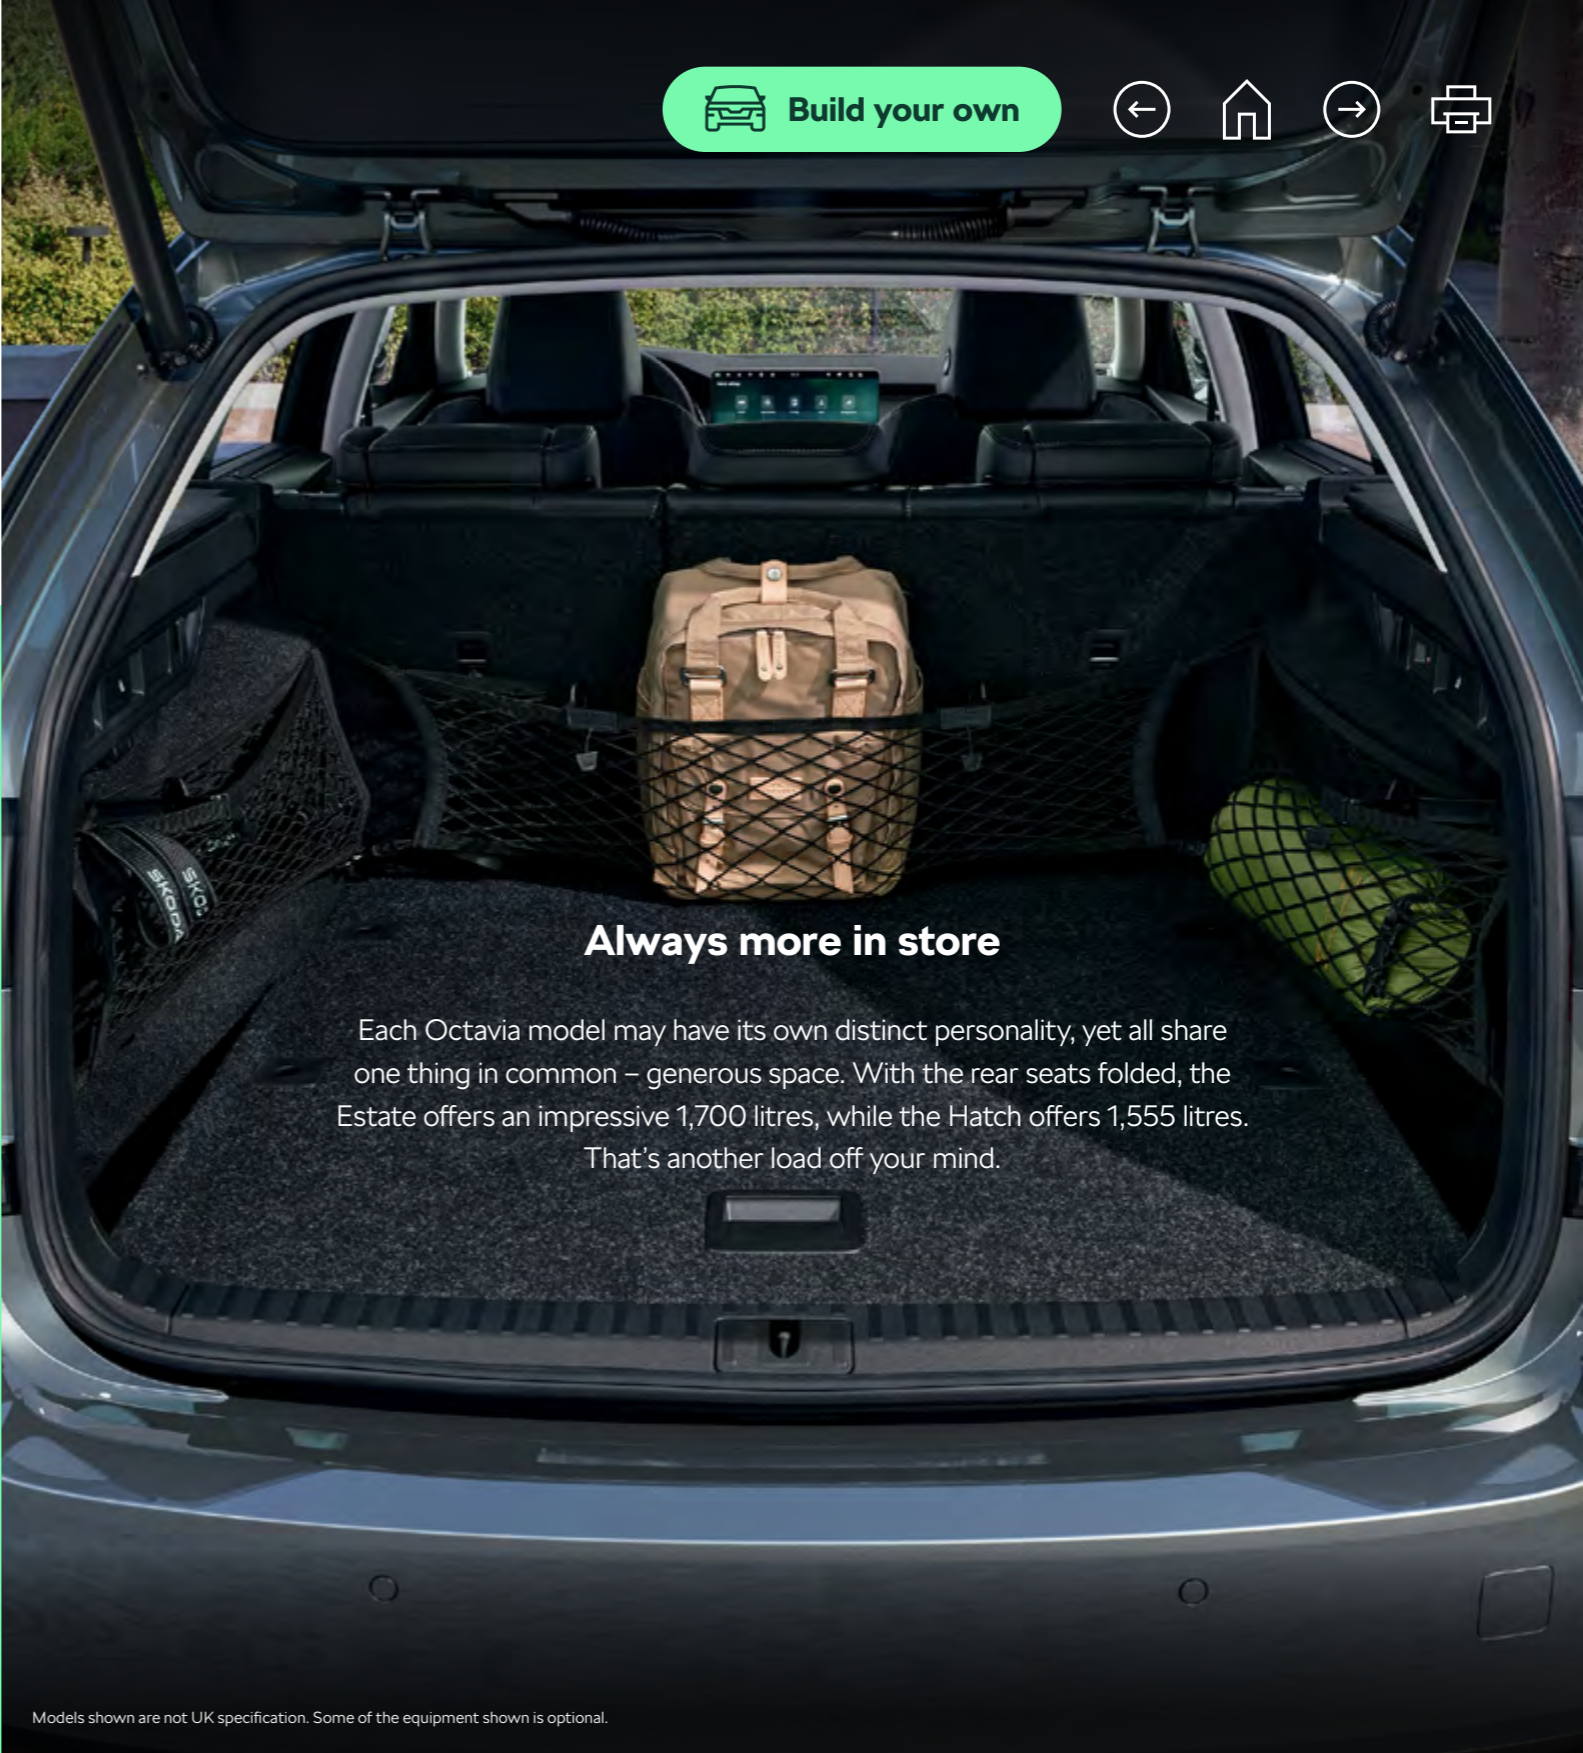 Build your own
SKODA
SKO
Always more in store
Each Octavia model may have its own distinct personality, yet all share
one thing in common – generous space. With the rear seats folded, the
Estate offers an impressive 1,700 litres, while the Hatch offers 1,555 litres.
That’s another load off your mind.
Models shown are not UK specification. Some of the equipment shown is optional.